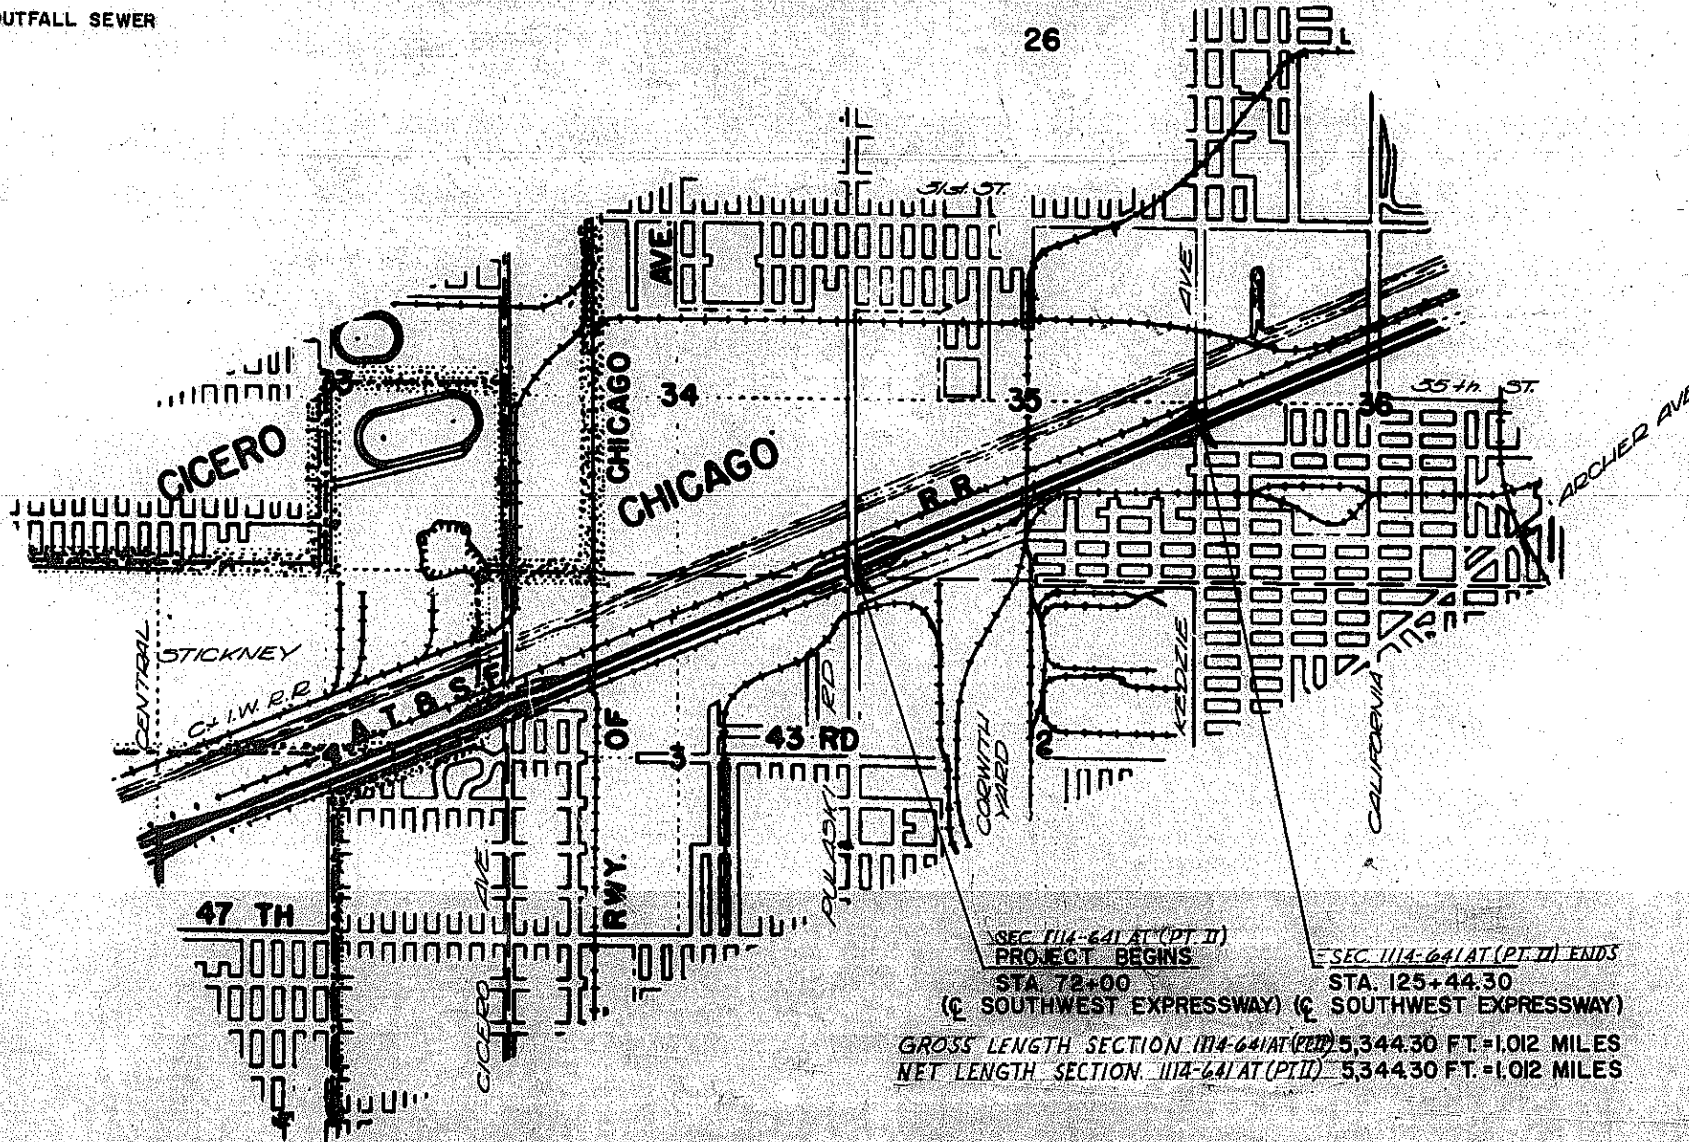 OUTFALL SEWER
26
31st ST.
AVE
AVE
CHICAGO
33
34
35
36
35th ST.
ARCHER AVE
CICERO
CHICAGO
R.R.
CENTRAL
STICKNEY
C & I.W. R.R.
A.T. & S.F.
4
OF
3
43 RD
2
PULASKI RD
CORWITH
YARD
KEDZIE
CALIFORNIA
CICERO AVE
RWY.
47 TH
SEC. 1114-641 AT (PT. II)
PROJECT BEGINS
STA. 72+00
(℄ SOUTHWEST EXPRESSWAY)
SEC. 1114-641 AT (PT. II) ENDS
STA. 125+44.30
(℄ SOUTHWEST EXPRESSWAY)
GROSS LENGTH SECTION 1114-641 AT (PT II) 5,344.30 FT. = 1.012 MILES
NET LENGTH SECTION 1114-641 AT (PT II) 5,344.30 FT. = 1.012 MILES